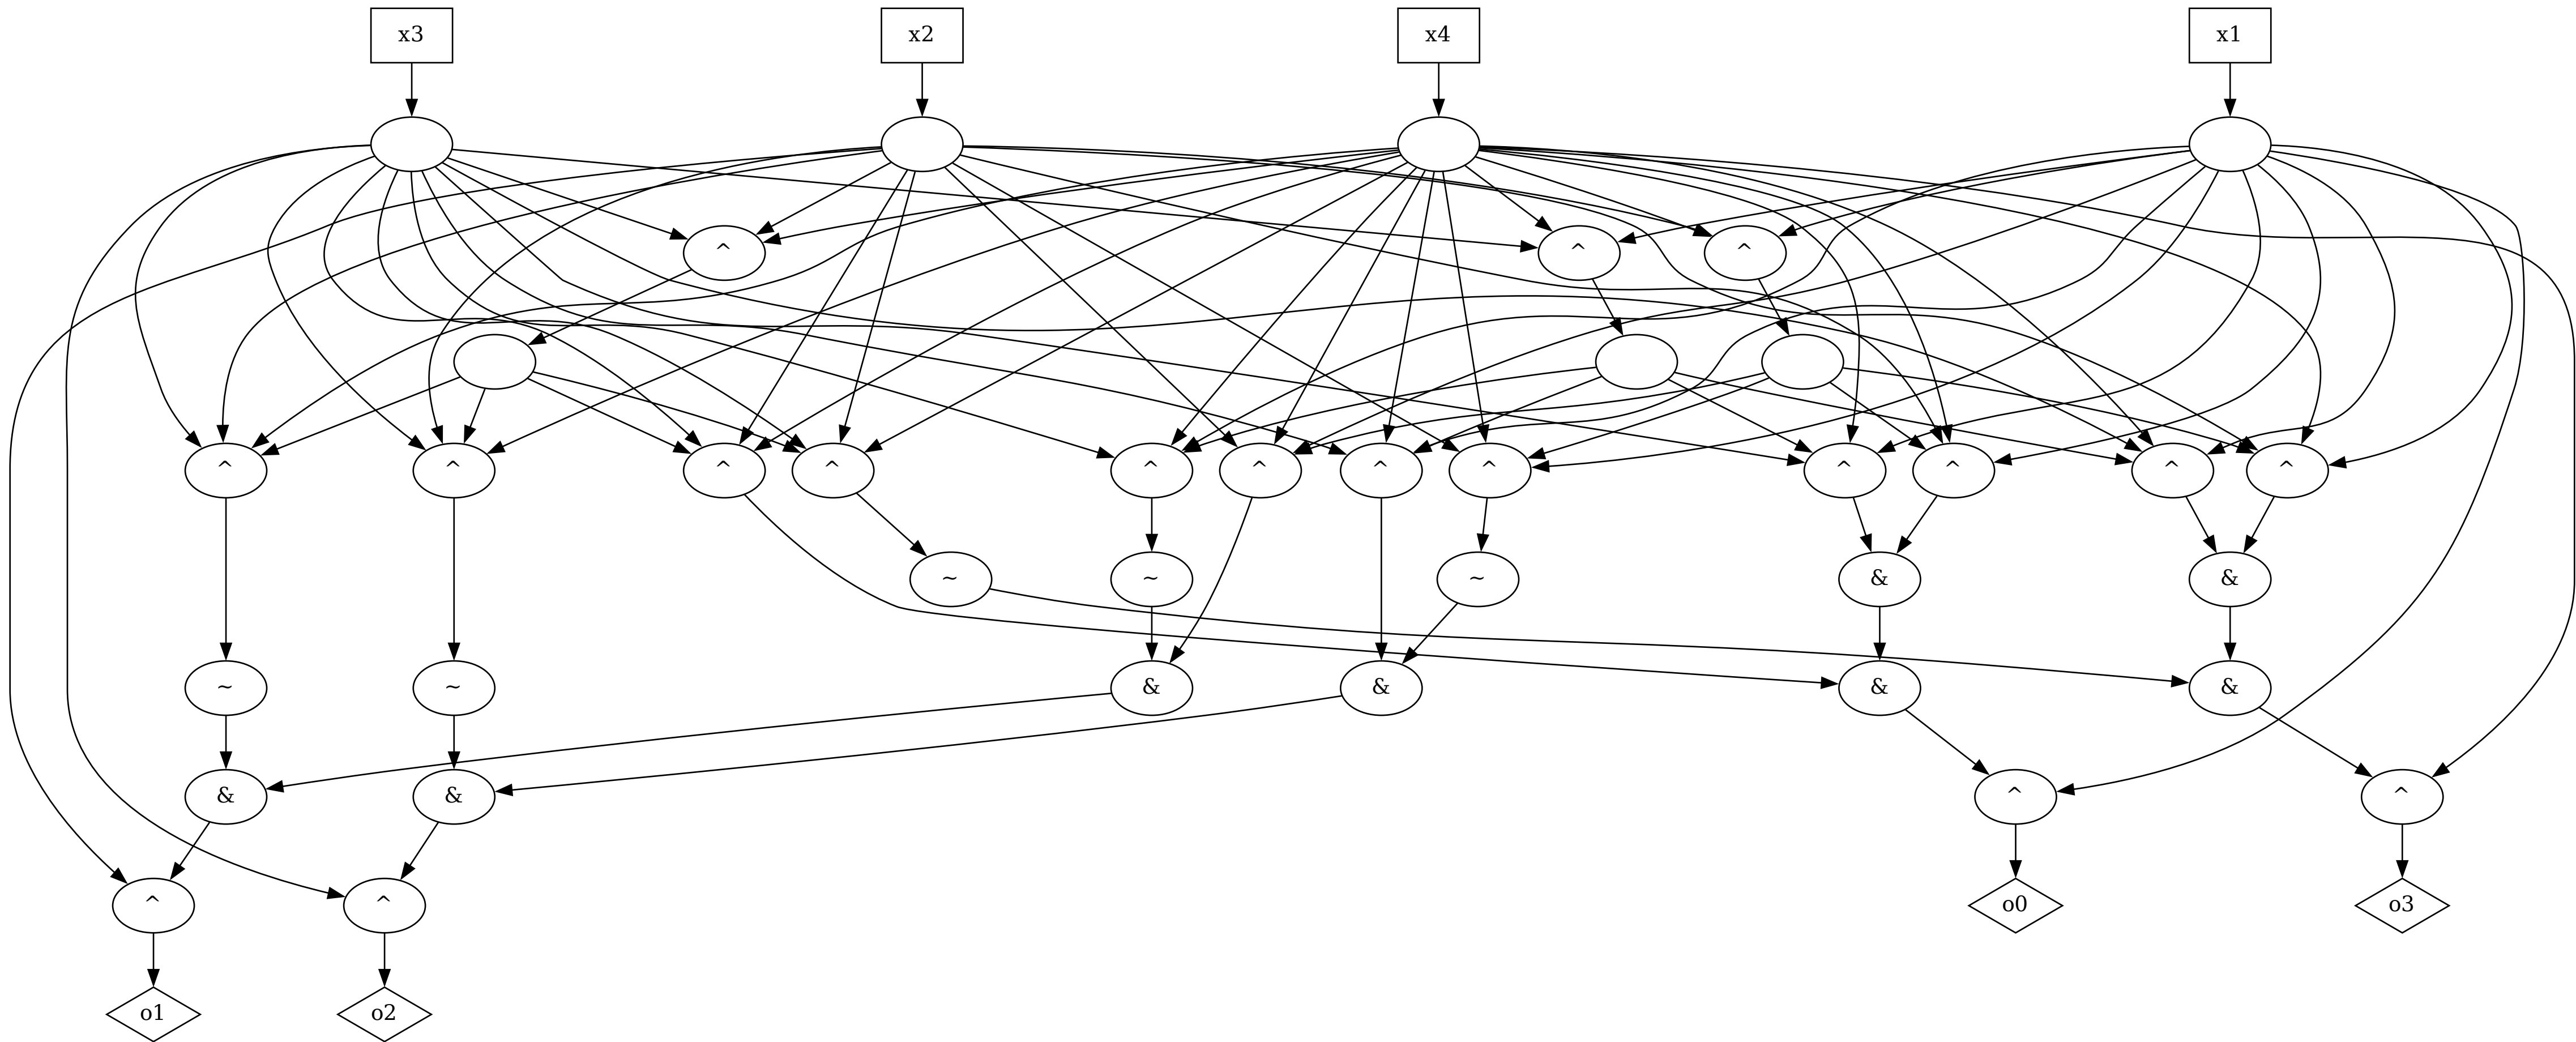 x3 x2 x4 x1
^ ^ ^
^ ^ ^ ^ ^ ^ ^ ^ ^ ^ ^ ^
~ ~ ~ & &
~ ~ & & & &
& & ^ ^
^ ^ o0 o3
o1 o2